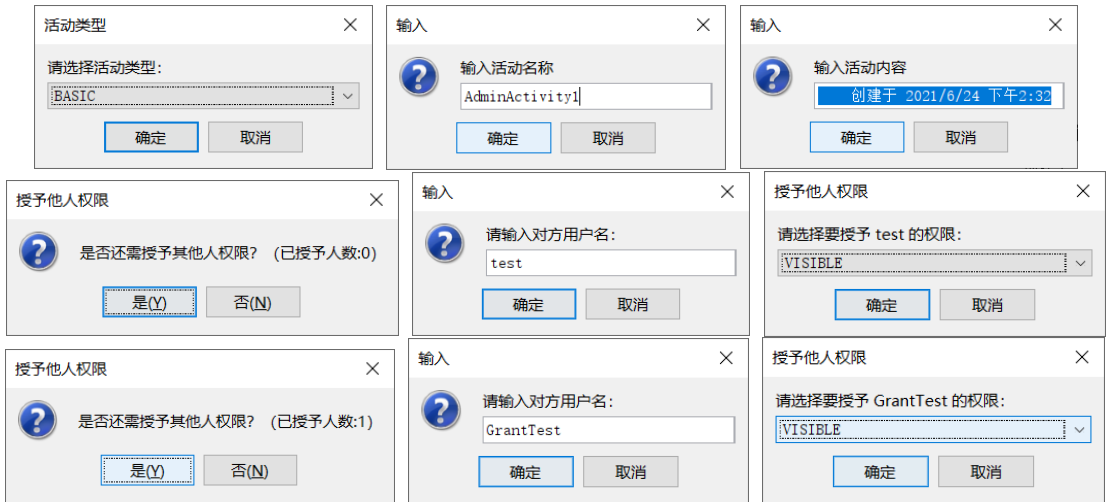 活动类型
请选择活动类型:
BASIC
确定 取消
输入
输入活动名称
AdminActivity1
确定 取消
输入
输入活动内容
创建于 2021/6/24 下午2:32
确定 取消
授予他人权限
是否还需授予其他人权限? (已授予人数:0)
是(Y) 否(N)
输入
请输入对方用户名:
test
确定 取消
授予他人权限
请选择要授予 test 的权限:
VISIBLE
确定 取消
授予他人权限
是否还需授予其他人权限? (已授予人数:1)
是(Y) 否(N)
输入
请输入对方用户名:
GrantTest
确定 取消
授予他人权限
请选择要授予 GrantTest 的权限:
VISIBLE
确定 取消